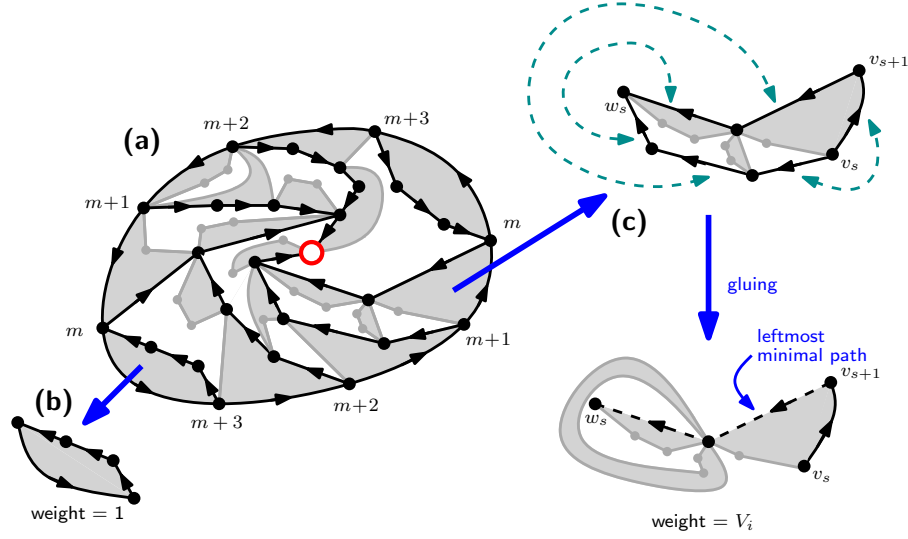 (a)
m+2
m+3
m+1
m
m
m+1
m+2
m+3
(b)
weight = 1
v_{s+1}
w_s
v_s
(c)
gluing
leftmost
minimal path
v_{s+1}
w_s
v_s
weight = V_i